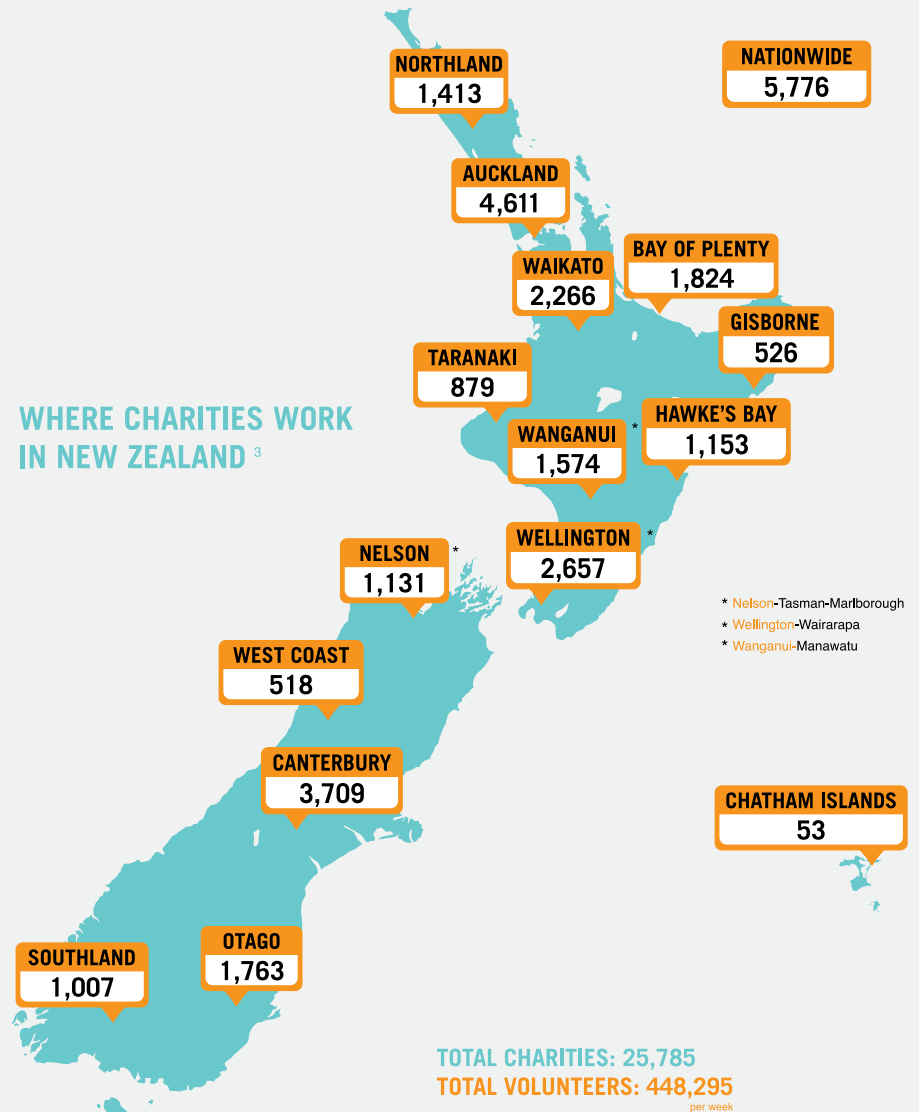 NORTHLAND
1,413
NATIONWIDE
5,776
AUCKLAND
4,611
BAY OF PLENTY
1,824
WAIKATO
2,266
GISBORNE
526
TARANAKI
879
WHERE CHARITIES WORK
IN NEW ZEALAND 3
HAWKE'S BAY
1,153
WANGANUI *
1,574
WELLINGTON *
2,657
NELSON *
1,131
* Nelson-Tasman-Marlborough
* Wellington-Wairarapa
* Wanganui-Manawatu
WEST COAST
518
CANTERBURY
3,709
CHATHAM ISLANDS
53
OTAGO
1,763
SOUTHLAND
1,007
TOTAL CHARITIES: 25,785
TOTAL VOLUNTEERS: 448,295
per week